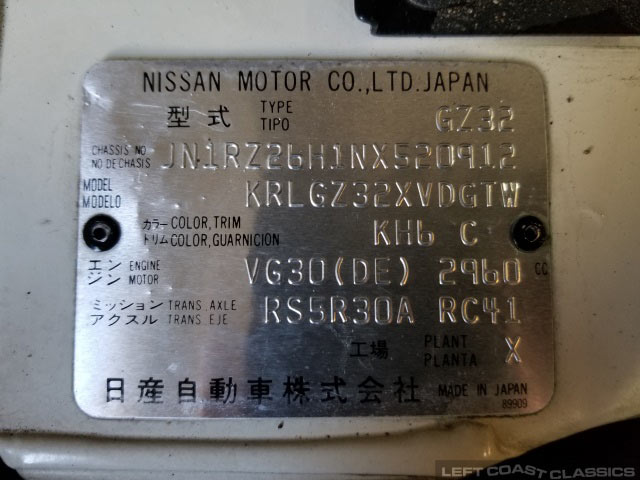 NISSAN MOTOR CO.,LTD.JAPAN
型式 TYPE TIPO GZ32
CHASSIS NO NO DE CHASIS JN1RZ26H1NX520912
MODEL MODELO KRLGZ32XVDGTW
カラー COLOR,TRIM
トリム COLOR,GUARNICION KH6 C
エンジン ENGINE MOTOR VG30(DE) 2960 CC
ミッション TRANS.AXLE
アクスル TRANS.EJE RS5R30A RC41
工場 PLANT PLANTA X
日産自動車株式会社 MADE IN JAPAN
89909
LEFT COAST CLASSICS